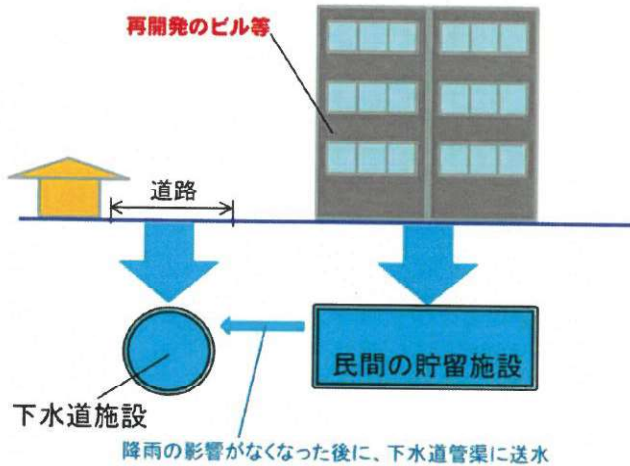 再開発のビル等
道路
民間の貯留施設
下水道施設
降雨の影響がなくなった後に、下水道管渠に送水